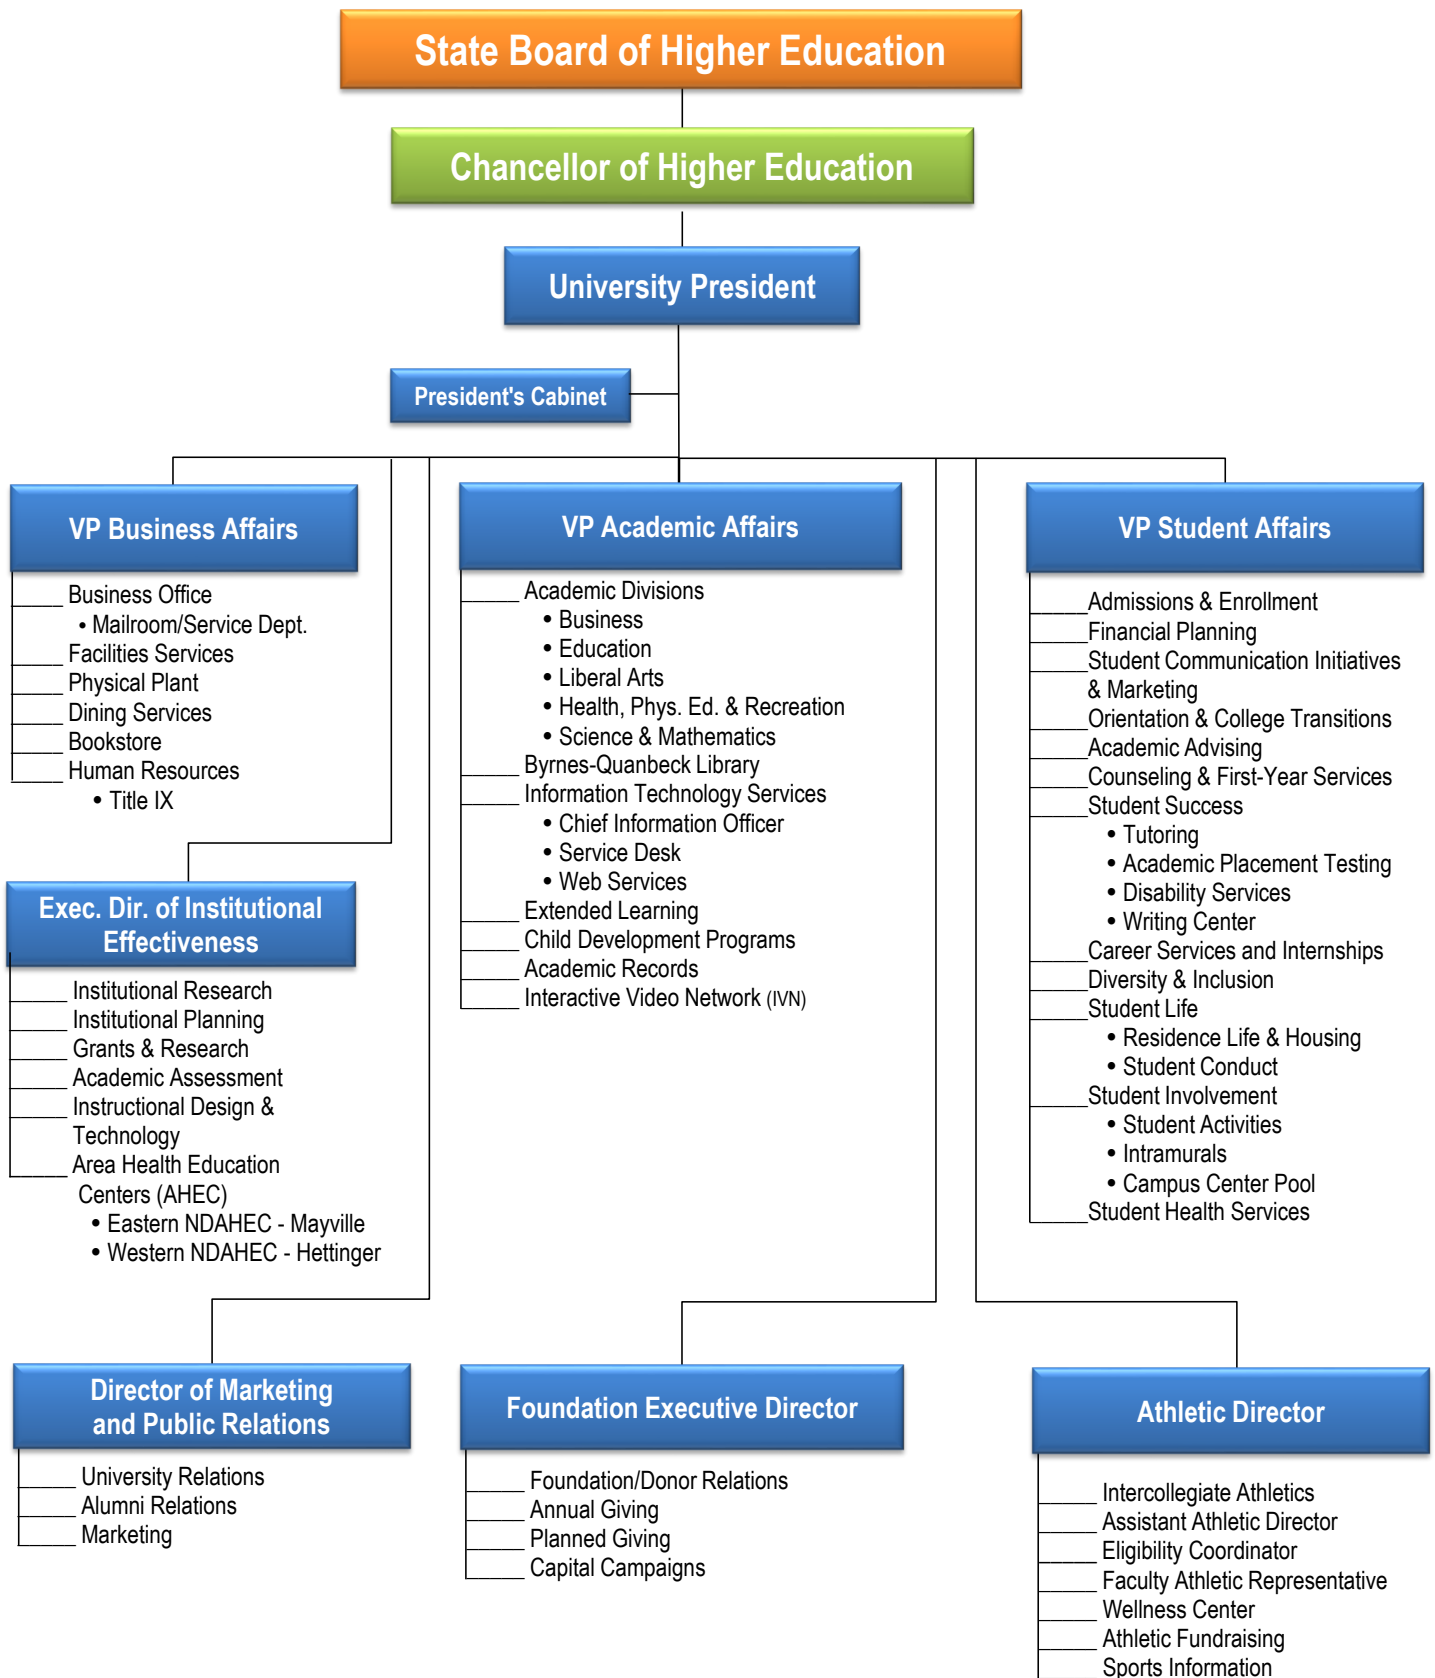 State Board of Higher Education
Chancellor of Higher Education
University President
President's Cabinet
VP Business Affairs
Business Office
• Mailroom/Service Dept.
Facilities Services
Physical Plant
Dining Services
Bookstore
Human Resources
• Title IX
VP Academic Affairs
Academic Divisions
• Business
• Education
• Liberal Arts
• Health, Phys. Ed. & Recreation
• Science & Mathematics
Byrnes-Quanbeck Library
Information Technology Services
• Chief Information Officer
• Service Desk
• Web Services
Extended Learning
Child Development Programs
Academic Records
Interactive Video Network (IVN)
VP Student Affairs
Admissions & Enrollment
Financial Planning
Student Communication Initiatives
& Marketing
Orientation & College Transitions
Academic Advising
Counseling & First-Year Services
Student Success
• Tutoring
• Academic Placement Testing
• Disability Services
• Writing Center
Career Services and Internships
Diversity & Inclusion
Student Life
• Residence Life & Housing
• Student Conduct
Student Involvement
• Student Activities
• Intramurals
• Campus Center Pool
Student Health Services
Exec. Dir. of Institutional
Effectiveness
Institutional Research
Institutional Planning
Grants & Research
Academic Assessment
Instructional Design &
Technology
Area Health Education
Centers (AHEC)
• Eastern NDAHEC - Mayville
• Western NDAHEC - Hettinger
Director of Marketing
and Public Relations
University Relations
Alumni Relations
Marketing
Foundation Executive Director
Foundation/Donor Relations
Annual Giving
Planned Giving
Capital Campaigns
Athletic Director
Intercollegiate Athletics
Assistant Athletic Director
Eligibility Coordinator
Faculty Athletic Representative
Wellness Center
Athletic Fundraising
Sports Information